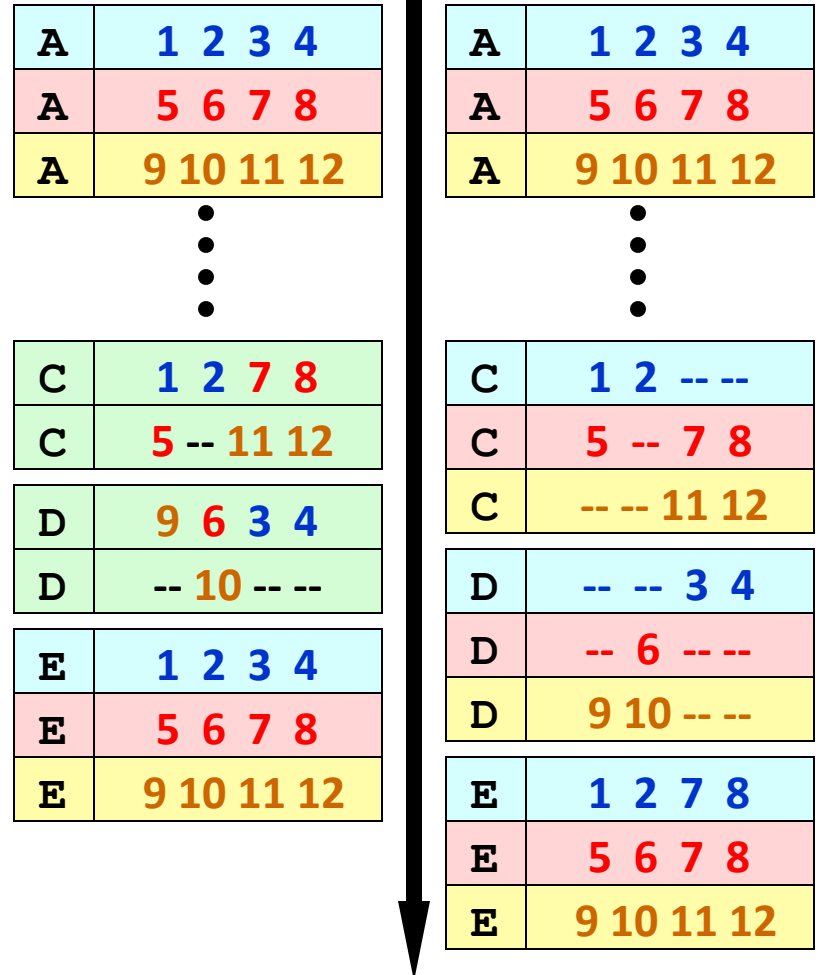 A 1 2 3 4
A 5 6 7 8
A 9 10 11 12
C 1 2 7 8
C 5 -- 11 12
D 9 6 3 4
D -- 10 -- --
E 1 2 3 4
E 5 6 7 8
E 9 10 11 12
A 1 2 3 4
A 5 6 7 8
A 9 10 11 12
C 1 2 -- --
C 5 -- 7 8
C -- -- 11 12
D -- -- 3 4
D -- 6 -- --
D 9 10 -- --
E 1 2 7 8
E 5 6 7 8
E 9 10 11 12